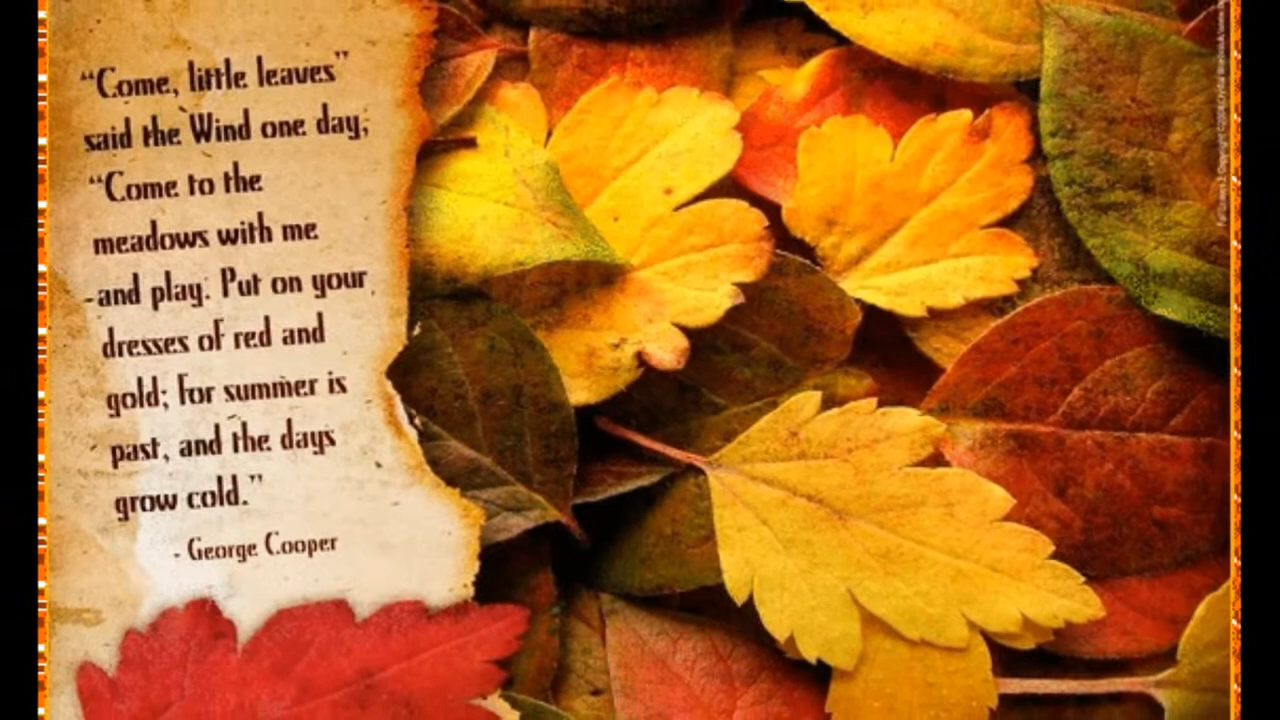 “Come, little leaves”
said the Wind one day;
“Come to the
meadows with me
-and play. Put on your
dresses of red and
gold; For summer is
past, and the days
grow cold.”
- George Cooper